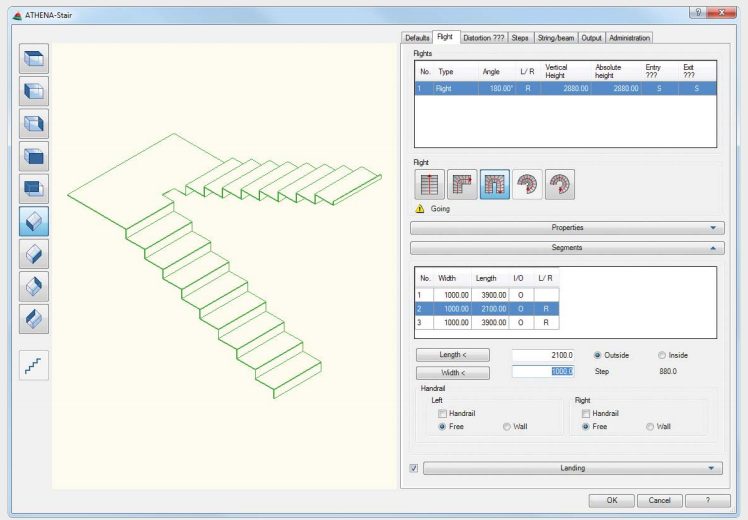 ATHENA-Stair
?
Defaults Flight Distortion ??? Steps String/beam Output Administration
Flights
No. Type Angle L/ R Vertical Height Absolute height Entry ??? Exit ???
1 Flight 180.00° R 2880.00 2880.00 S S
Flight
Going
Properties
Segments
No. Width Length I/O L/ R
1 1000.00 3900.00 O
2 1000.00 2100.00 O R
3 1000.00 3900.00 O R
Length < 2100.0 Outside Inside
Width < 1000.0 Step 880.0
Handrail
Left Right
Handrail Handrail
Free Wall Free Wall
Landing
OK Cancel ?